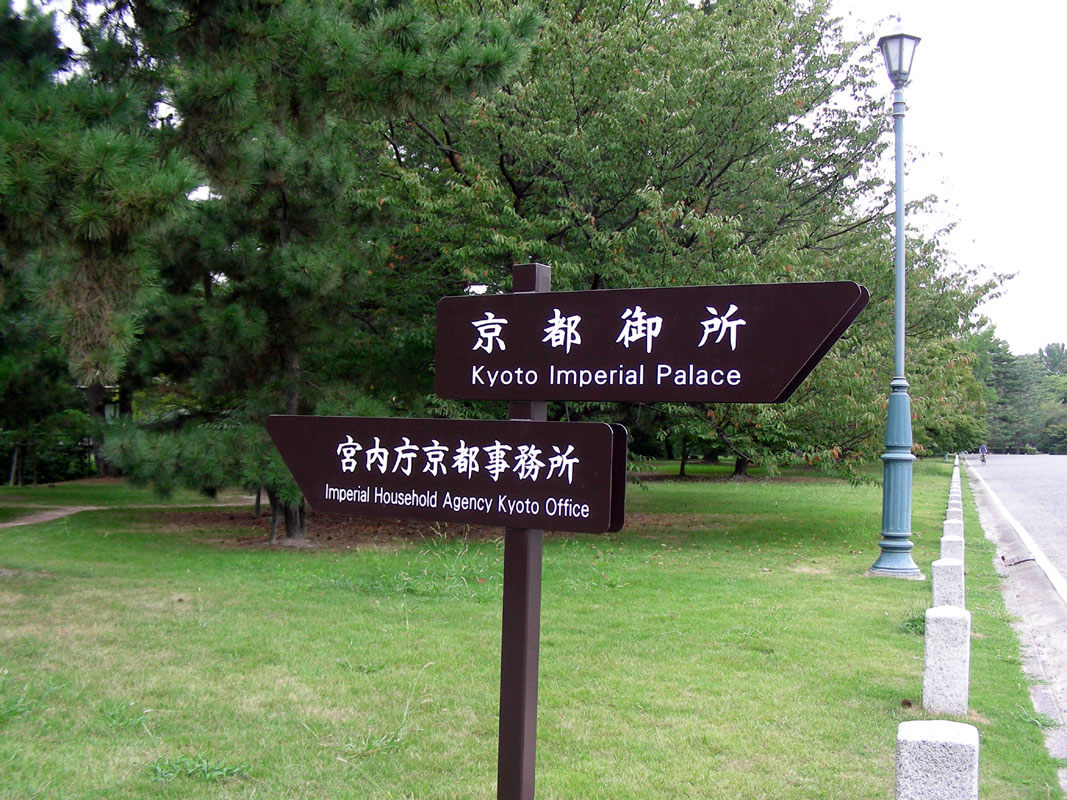 京都御所
Kyoto Imperial Palace
宮内庁京都事務所
Imperial Household Agency Kyoto Office